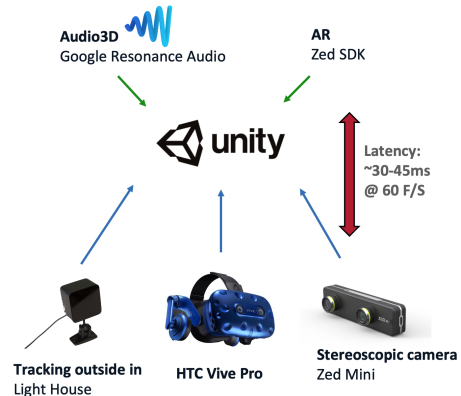 Audio3D
Google Resonance Audio
AR
Zed SDK
unity
Latency:
~30-45ms
@ 60 F/S
VIVE
Tracking outside in
Light House
HTC Vive Pro
Stereoscopic camera
Zed Mini